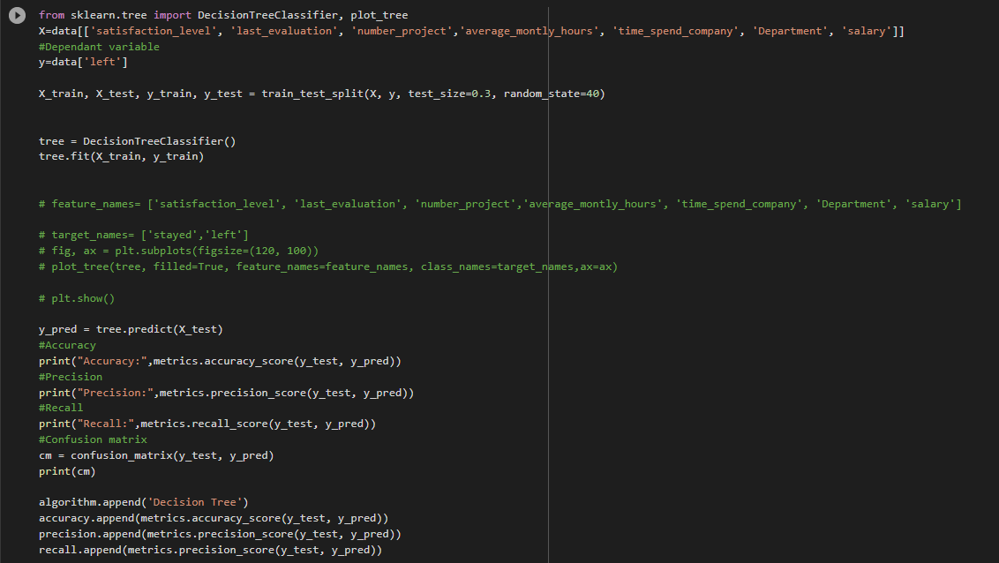 from sklearn.tree import DecisionTreeClassifier, plot_tree
X=data[['satisfaction_level', 'last_evaluation', 'number_project','average_montly_hours', 'time_spend_company', 'Department', 'salary']]
#Dependant variable
y=data['left']
X_train, X_test, y_train, y_test = train_test_split(X, y, test_size=0.3, random_state=40)
tree = DecisionTreeClassifier()
tree.fit(X_train, y_train)
# feature_names= ['satisfaction_level', 'last_evaluation', 'number_project','average_montly_hours', 'time_spend_company', 'Department', 'salary']
# target_names= ['stayed','left']
# fig, ax = plt.subplots(figsize=(120, 100))
# plot_tree(tree, filled=True, feature_names=feature_names, class_names=target_names,ax=ax)
# plt.show()
y_pred = tree.predict(X_test)
#Accuracy
print("Accuracy:",metrics.accuracy_score(y_test, y_pred))
#Precision
print("Precision:",metrics.precision_score(y_test, y_pred))
#Recall
print("Recall:",metrics.recall_score(y_test, y_pred))
#Confusion matrix
cm = confusion_matrix(y_test, y_pred)
print(cm)
algorithm.append('Decision Tree')
accuracy.append(metrics.accuracy_score(y_test, y_pred))
precision.append(metrics.precision_score(y_test, y_pred))
recall.append(metrics.precision_score(y_test, y_pred))